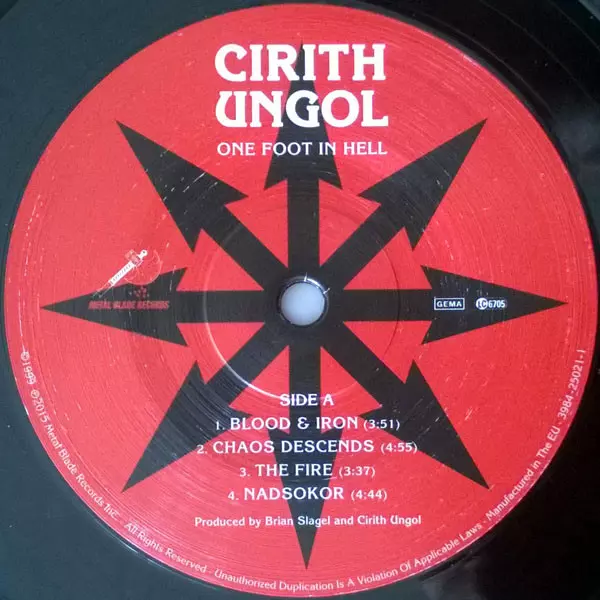 CIRITH
UNGOL
ONE FOOT IN HELL
METAL BLADE RECORDS
GEMA
LC 6705
SIDE A
1. BLOOD & IRON (3:51)
2. CHAOS DESCENDS (4:55)
3. THE FIRE (3:37)
4. NADSOKOR (4:44)
Produced by Brian Slagel and Cirith Ungol
©1999 ℗2015 Metal Blade Records Inc. - All Rights Reserved - Unauthorized Duplication Is A Violation Of Applicable Laws - Manufactured in The EU - 3984-25021-1